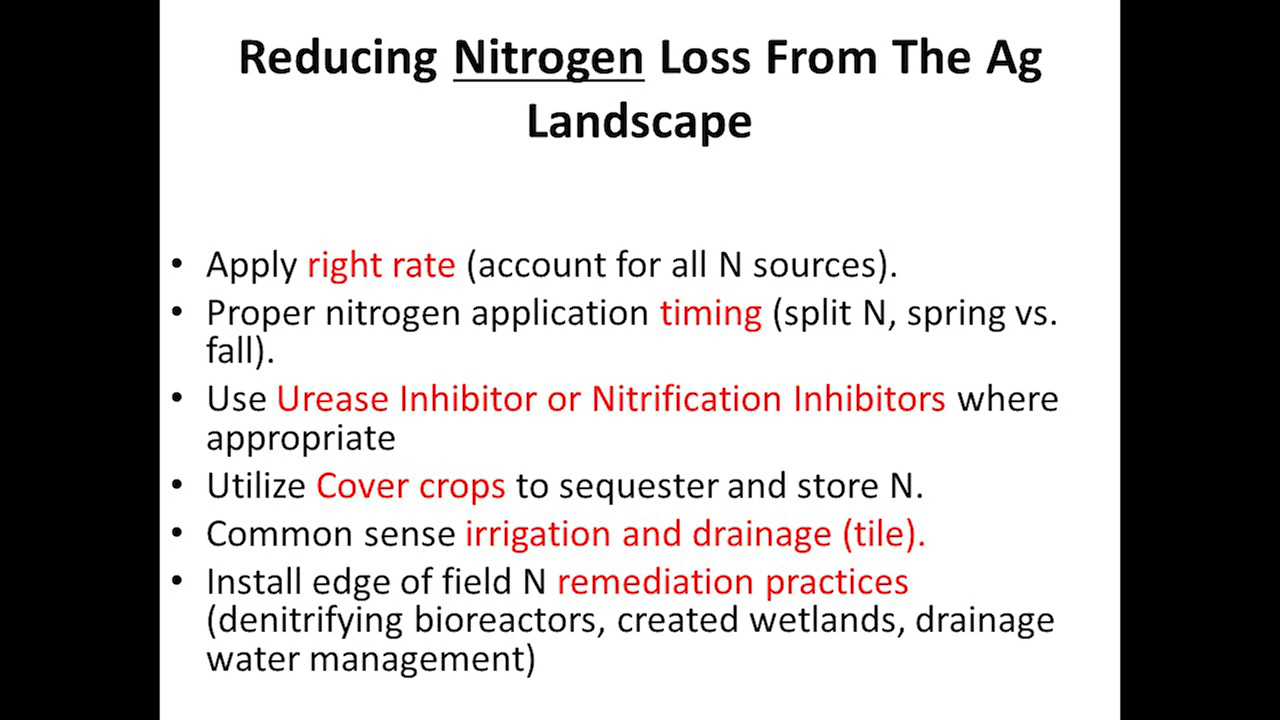 Reducing Nitrogen Loss From The Ag
Landscape
• Apply right rate (account for all N sources).
• Proper nitrogen application timing (split N, spring vs.
fall).
• Use Urease Inhibitor or Nitrification Inhibitors where
appropriate
• Utilize Cover crops to sequester and store N.
• Common sense irrigation and drainage (tile).
• Install edge of field N remediation practices
(denitrifying bioreactors, created wetlands, drainage
water management)